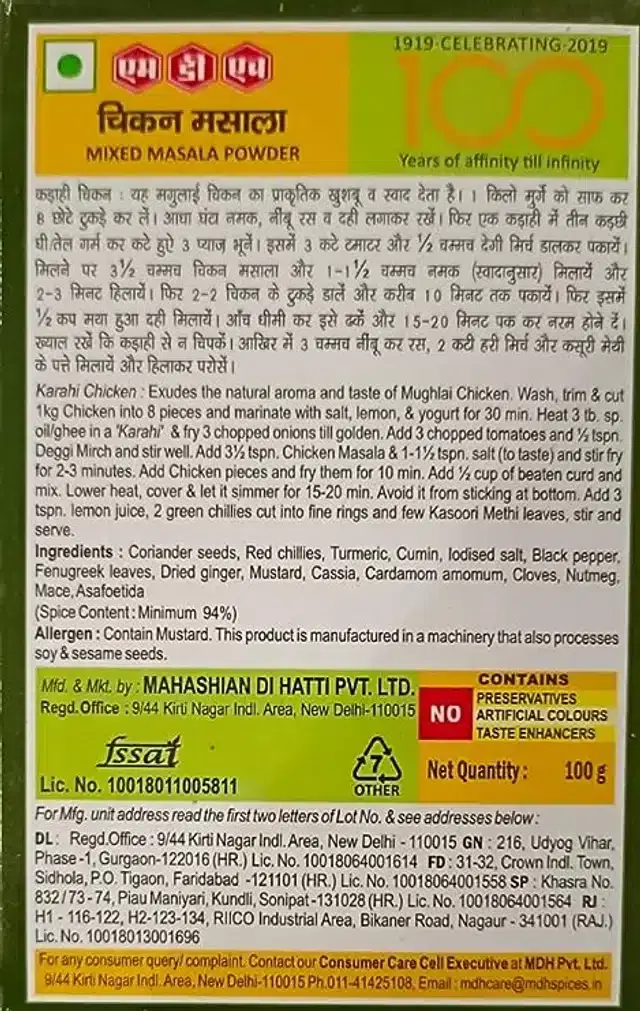 1919-CELEBRATING-2019
एम डी एच
100
चिकन मसाला
MIXED MASALA POWDER
Years of affinity till infinity
कड़ाही चिकन : यह मगुलाई चिकन का प्राकृतिक खुशबू व स्वाद देता है। 1 किलो मुर्गे को साफ कर
8 छोटे टुकड़े कर लें। आधा घंटा नमक, नींबू रस व दही लगाकर रखें। फिर एक कड़ाही में तीन कड़छी
घी/तेल गर्म कर कटे हुऐ 3 प्याज़ भूनें। इसमें 3 कटे टमाटर और ½ चम्मच देगी मिर्च डालकर पकायें।
मिलने पर 3½ चम्मच चिकन मसाला और 1-1½ चम्मच नमक (स्वादानुसार) मिलायें और
2-3 मिनट हिलायें। फिर 2-2 चिकन के टुकड़े डालें और करीब 10 मिनट तक पकायें। फिर इसमें
½ कप मथा हुआ दही मिलायें। आँच धीमी कर इसे ढकें और 15-20 मिनट पक कर नरम होने दें।
ख्याल रखें कि कड़ाही से न चिपकें। आखिर में 3 चम्मच नींबू कर रस, 2 कटी हरी मिर्च और कसूरी मेथी
के पत्ते मिलायें और हिलाकर परोसें।
Karahi Chicken : Exudes the natural aroma and taste of Mughlai Chicken. Wash, trim & cut
1kg Chicken into 8 pieces and marinate with salt, lemon, & yogurt for 30 min. Heat 3 tb. sp.
oil/ghee in a 'Karahi' & fry 3 chopped onions till golden. Add 3 chopped tomatoes and ½ tspn.
Deggi Mirch and stir well. Add 3½ tspn. Chicken Masala & 1-1½ tspn. salt (to taste) and stir fry
for 2-3 minutes. Add Chicken pieces and fry them for 10 min. Add ½ cup of beaten curd and
mix. Lower heat, cover & let it simmer for 15-20 min. Avoid it from sticking at bottom. Add 3
tspn. lemon juice, 2 green chillies cut into fine rings and few Kasoori Methi leaves, stir and
serve.
Ingredients : Coriander seeds, Red chillies, Turmeric, Cumin, Iodised salt, Black pepper,
Fenugreek leaves, Dried ginger, Mustard, Cassia, Cardamom amomum, Cloves, Nutmeg,
Mace, Asafoetida
(Spice Content : Minimum 94%)
Allergen : Contain Mustard. This product is manufactured in a machinery that also processes
soy & sesame seeds.
Mfd. & Mkt. by : MAHASHIAN DI HATTI PVT. LTD.
Regd. Office : 9/44 Kirti Nagar Indl. Area, New Delhi-110015
fssai
Lic. No. 10018011005811
7
OTHER
CONTAINS
NO
PRESERVATIVES
ARTIFICIAL COLOURS
TASTE ENHANCERS
Net Quantity : 100 g
For Mfg. unit address read the first two letters of Lot No. & see addresses below :
DL : Regd. Office : 9/44 Kirti Nagar Indl. Area, New Delhi - 110015 GN : 216, Udyog Vihar,
Phase -1, Gurgaon-122016 (HR.) Lic. No. 10018064001614 FD : 31-32, Crown Indl. Town,
Sidhola, P.O. Tigaon, Faridabad -121101 (HR.) Lic. No. 10018064001558 SP : Khasra No.
832 / 73 - 74, Piau Maniyari, Kundli, Sonipat-131028 (HR.) Lic. No. 10018064001564 RJ :
H1 - 116-122, H2-123-134, RIICO Industrial Area, Bikaner Road, Nagaur - 341001 (RAJ.)
Lic. No. 10018013001696
For any consumer query/ complaint. Contact our Consumer Care Cell Executive at MDH Pvt. Ltd.
9/44 Kirti Nagar Indl. Area, New Delhi-110015 Ph.011-41425108, Email : mdhcare@mdhspices.in